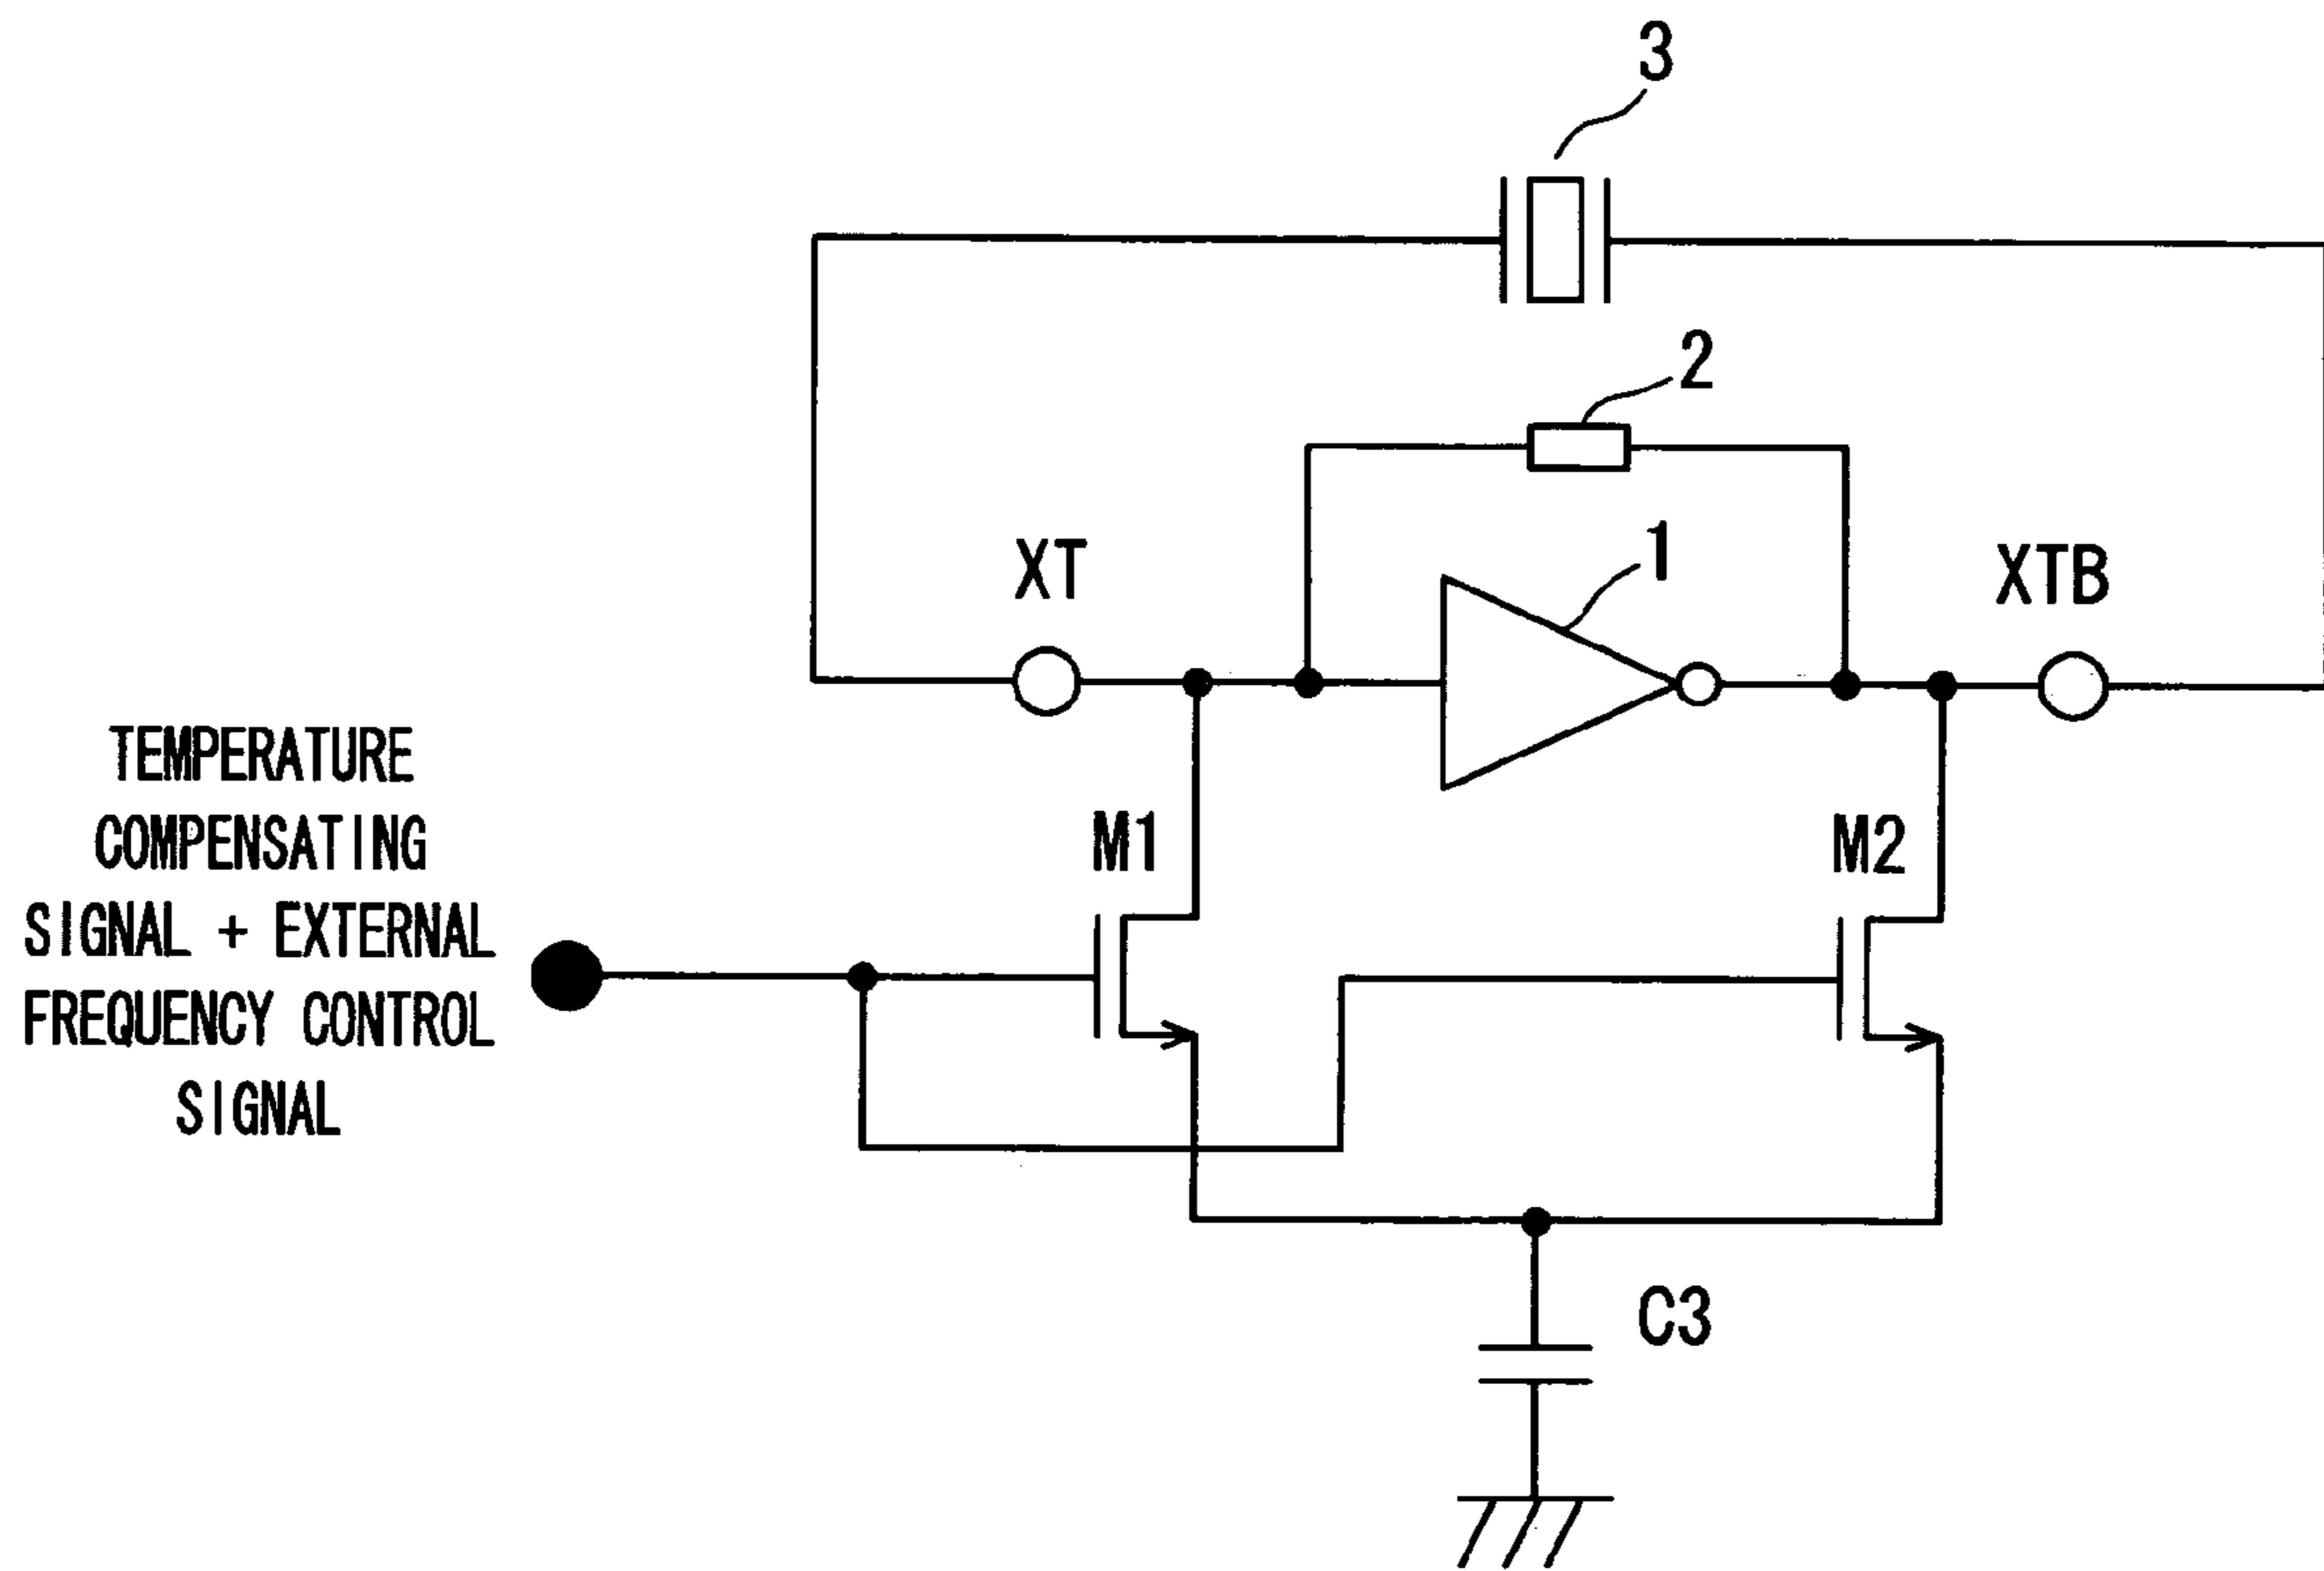 3
2
1
XT
XTB
TEMPERATURE
COMPENSATING
SIGNAL + EXTERNAL
FREQUENCY CONTROL
SIGNAL
M1
M2
C3